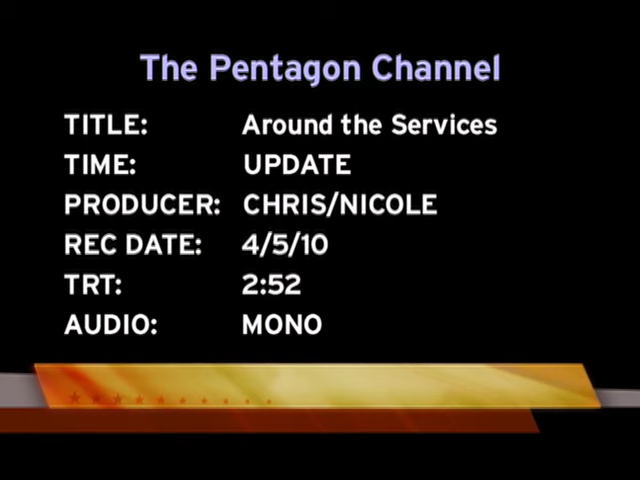 The Pentagon Channel
TITLE: Around the Services
TIME: UPDATE
PRODUCER: CHRIS/NICOLE
REC DATE: 4/5/10
TRT: 2:52
AUDIO: MONO